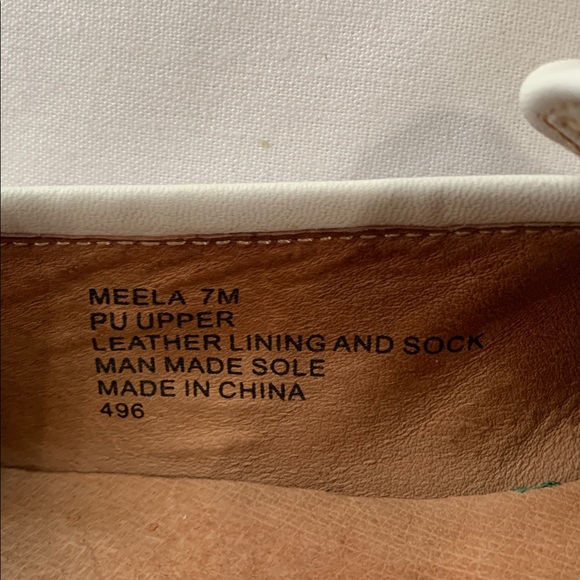 MEELA 7M
PU UPPER
LEATHER LINING AND SOCK
MAN MADE SOLE
MADE IN CHINA
496